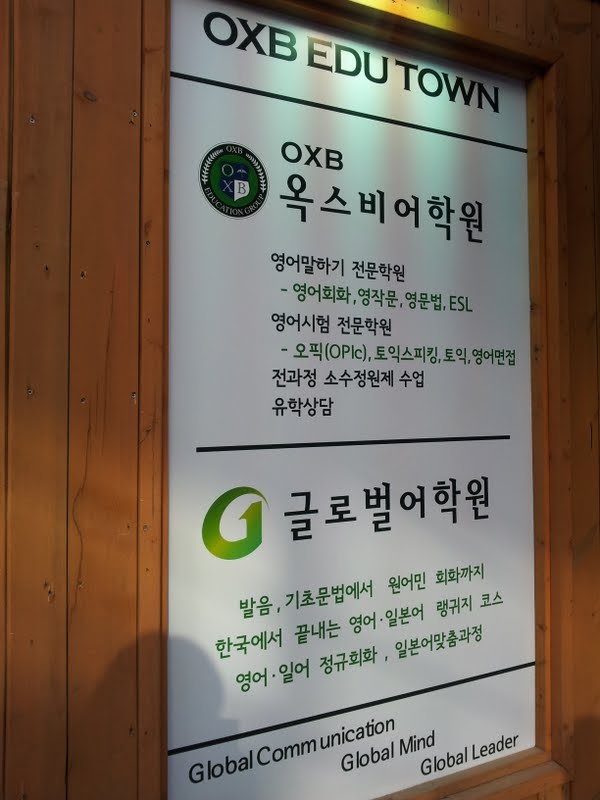 OXB EDU TOWN
OXB
OXB
EDUCATION GROUP
OXB
옥스비어학원
영어말하기 전문학원
- 영어회화,영작문,영문법,ESL
영어시험 전문학원
- 오픽(OPIc),토익스피킹,토익,영어면접
전과정 소수정원제 수업
유학상담
글로벌어학원
발음,기초문법에서 원어민 회화까지
한국에서 끝내는 영어·일본어 랭귀지 코스
영어·일어 정규회화 , 일본어맞춤과정
Global Communication
Global Mind
Global Leader